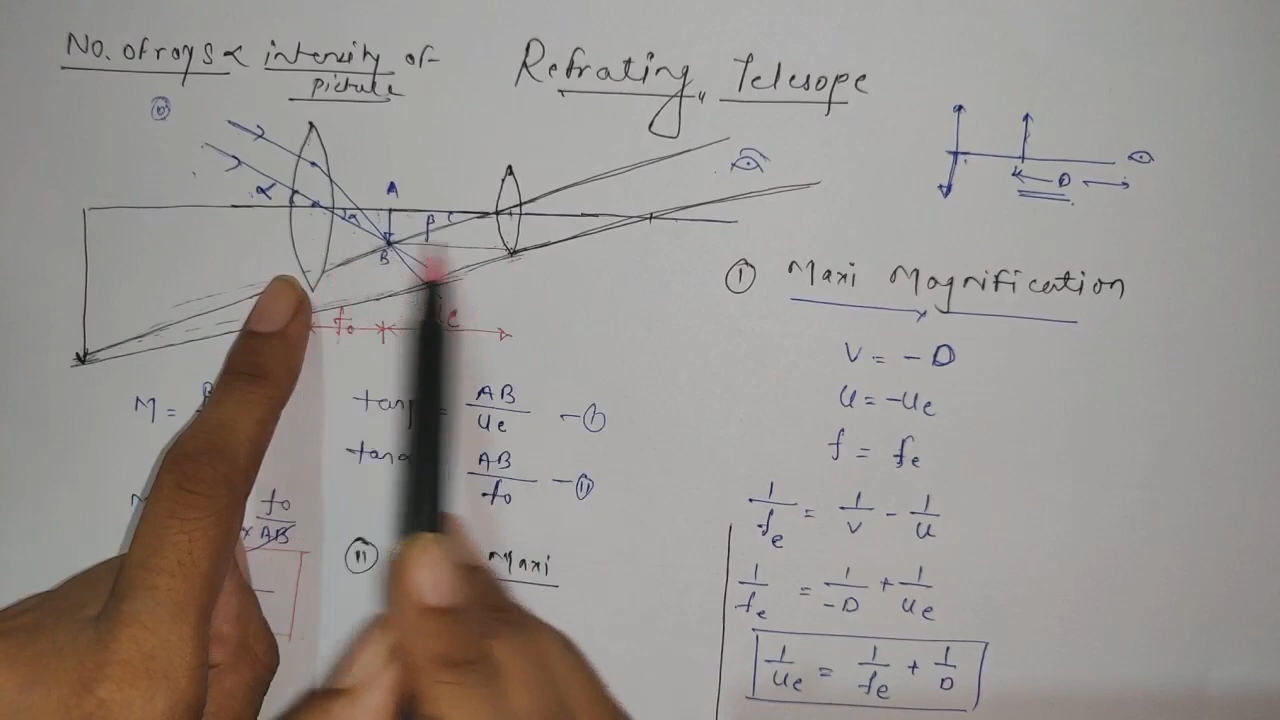 No. of rays ∝ intensity of
picture
Refrating Telesope
α
α
A
β
B
D
fo
e
① Maxi Magnification
V = -D
u = -ue
f = fe
1/fe = 1/V - 1/u
1/fe = 1/-D + 1/ue
1/ue = 1/fe + 1/D
M =
tan = AB/ue -①
tanα AB/fo -②
fo/AB
② Maxi